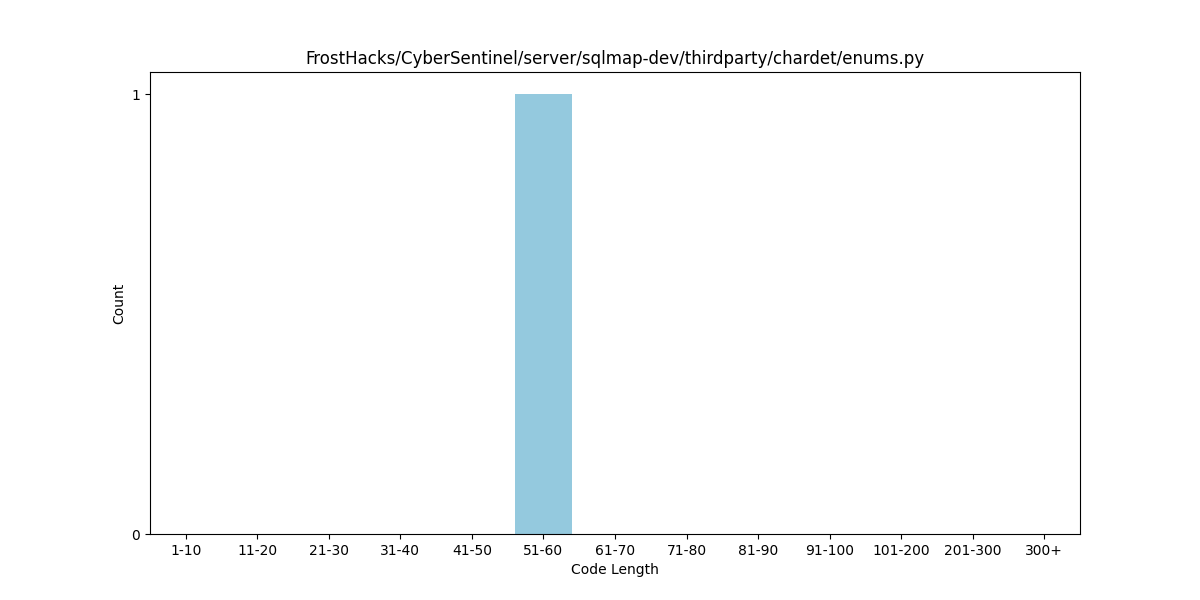 FrostHacks/CyberSentinel/server/sqlmap-dev/thirdparty/chardet/enums.py
1
Count
0
1-10 11-20 21-30 31-40 41-50 51-60 61-70 71-80 81-90 91-100 101-200 201-300 300+
Code Length